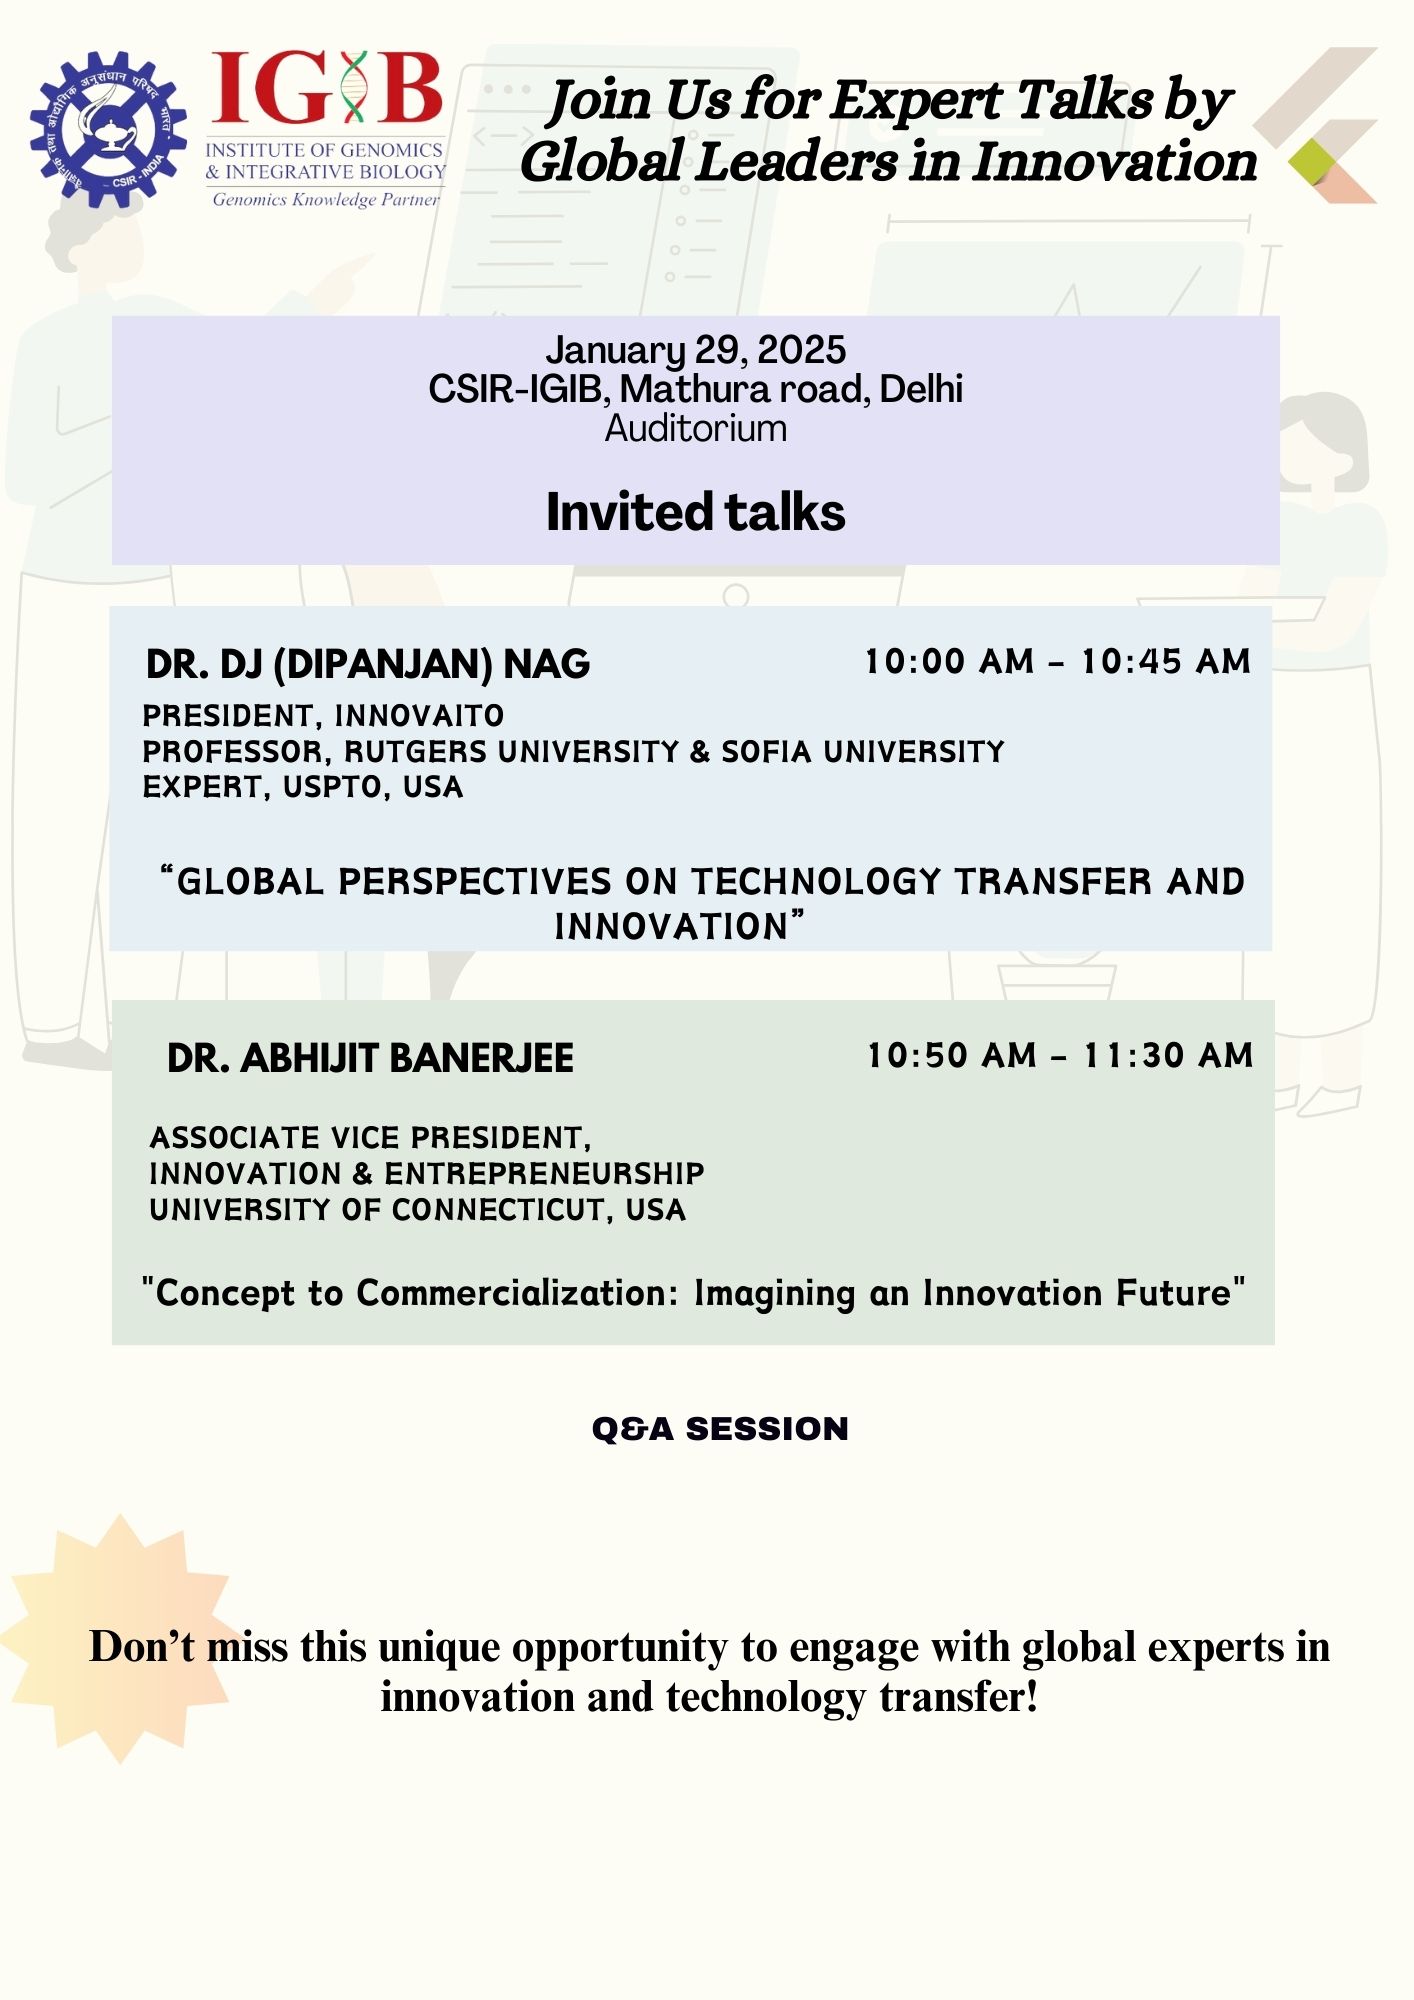 वैज्ञानिक तथा औद्योगिक अनुसंधान परिषद भारत
CSIR-INDIA
IGIB
INSTITUTE OF GENOMICS
& INTEGRATIVE BIOLOGY
Genomics Knowledge Partner
Join Us for Expert Talks by
Global Leaders in Innovation
January 29, 2025
CSIR-IGIB, Mathura road, Delhi
Auditorium
Invited talks
DR. DJ (DIPANJAN) NAG
10:00 AM – 10:45 AM
PRESIDENT, INNOVAITO
PROFESSOR, RUTGERS UNIVERSITY & SOFIA UNIVERSITY
EXPERT, USPTO, USA
“GLOBAL PERSPECTIVES ON TECHNOLOGY TRANSFER AND
INNOVATION”
DR. ABHIJIT BANERJEE
10:50 AM – 11:30 AM
ASSOCIATE VICE PRESIDENT,
INNOVATION & ENTREPRENEURSHIP
UNIVERSITY OF CONNECTICUT, USA
"Concept to Commercialization: Imagining an Innovation Future"
Q&A SESSION
Don’t miss this unique opportunity to engage with global experts in
innovation and technology transfer!